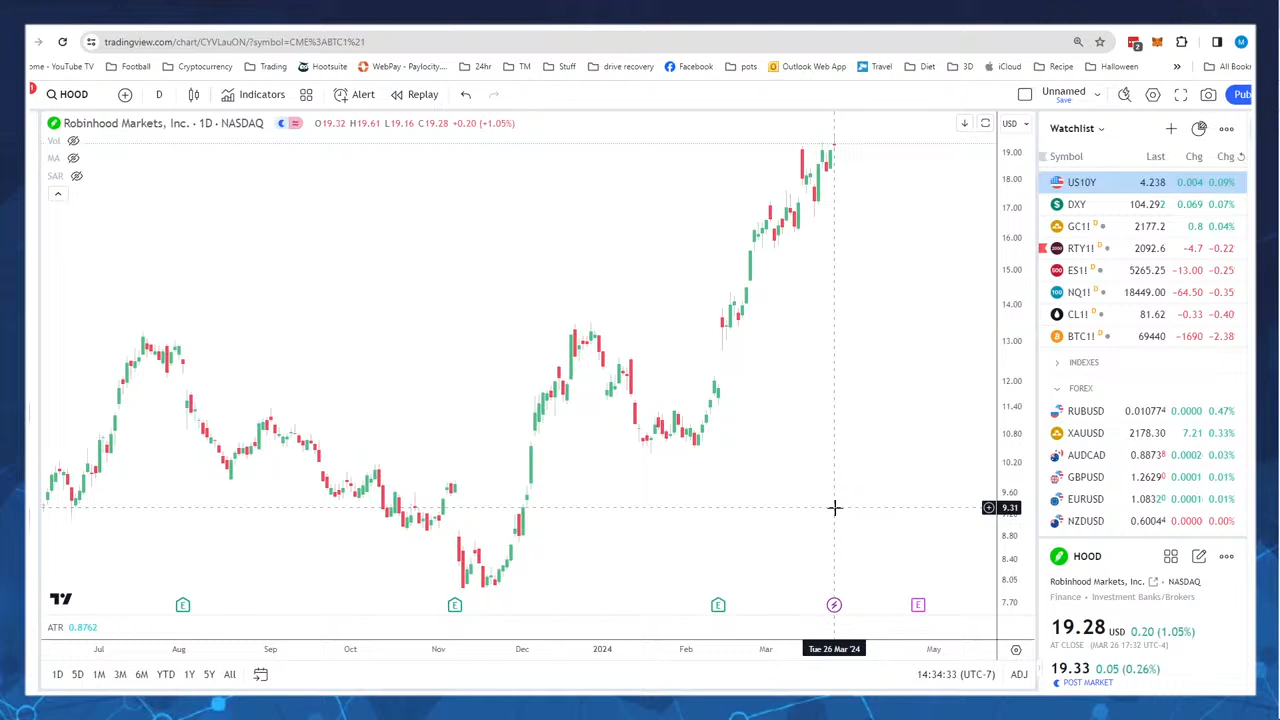 tradingview.com/chart/CYVLauON/?symbol=CME%3ABTC1%21
2
M
ome - YouTube TV Football Cryptocurrency Trading Hootsuite WebPay - Paylocity,... 24hr TM Stuff drive recovery Facebook pots Outlook Web App Travel Diet 3D iCloud Recipe Halloween » All Bookr
HOOD D Indicators Alert Replay Unnamed Save Pub
Robinhood Markets, Inc. · 1D · NASDAQ O19.32 H19.61 L19.16 C19.28 +0.20 (+1.05%) USD
Vol
MA
SAR
19.00
18.00
17.00
16.00
15.00
14.00
13.00
12.00
11.40
10.80
10.20
9.60
9.31
8.80
8.40
8.05
7.70
E E E E
ATR 0.8762
Jul Aug Sep Oct Nov Dec 2024 Feb Mar Tue 26 Mar '24 May
1D 5D 1M 3M 6M YTD 1Y 5Y All 14:34:33 (UTC-7) ADJ
Watchlist
Symbol Last Chg Chg
US10Y 4.238 0.004 0.09%
DXY 104.292 0.069 0.07%
GC1! D 2177.2 0.8 0.04%
RTY1! D 2092.6 −4.7 −0.22
ES1! D 5265.25 −13.00 −0.25
NQ1! D 18449.00 −64.50 −0.35
CL1! D 81.62 −0.33 −0.40
BTC1! D 69440 −1690 −2.38
INDEXES
FOREX
RUBUSD 0.010774 0.0000 0.47%
XAUUSD 2178.30 7.21 0.33%
AUDCAD 0.88738 0.0002 0.03%
GBPUSD 1.26290 0.0001 0.01%
EURUSD 1.08320 0.0001 0.01%
NZDUSD 0.60044 0.0000 0.00%
HOOD
Robinhood Markets, Inc. • NASDAQ
Finance • Investment Banks/Brokers
19.28 USD 0.20 (1.05%)
AT CLOSE (MAR 26 17:32 UTC-4)
19.33 0.05 (0.26%)
POST MARKET